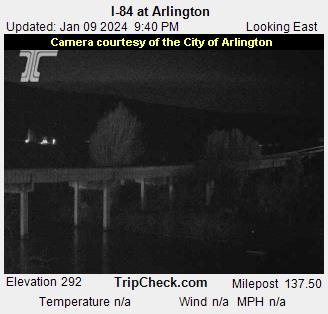 I-84 at Arlington
Updated: Jan 09 2024 9:40 PM Looking East
Camera courtesy of the City of Arlington
Elevation 292 TripCheck.com Milepost 137.50
Temperature n/a Wind n/a MPH n/a